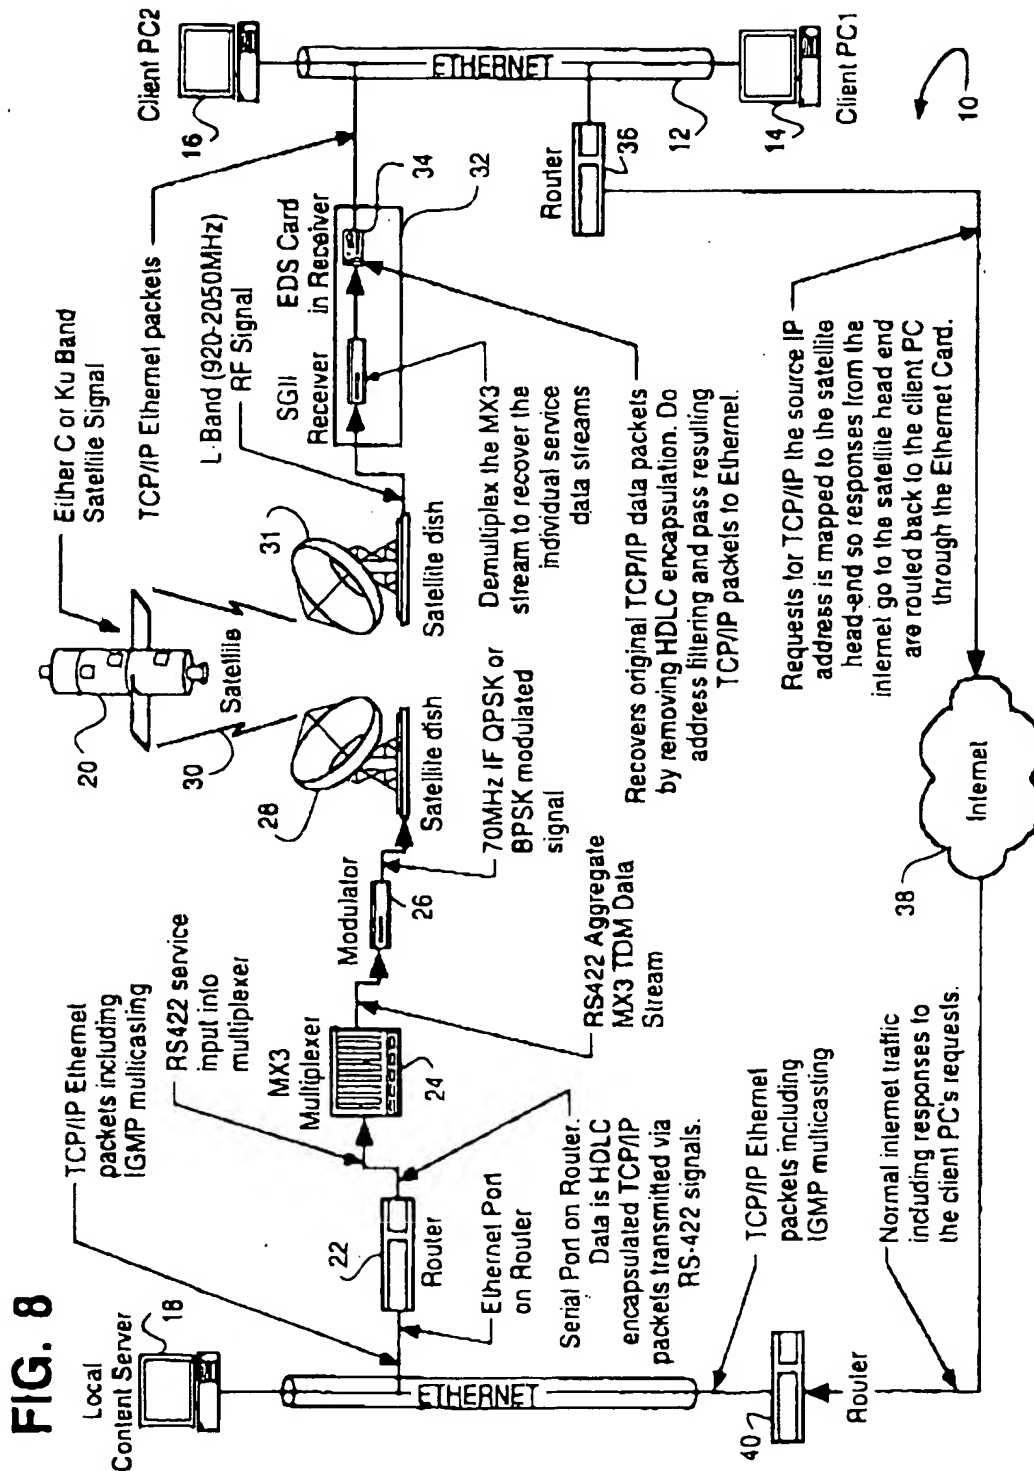 FIG. 8
Local
Content Server
18
TCP/IP Ethernet
packets including
IGMP multicasling
RS422 service
input into
multiplexer
MX3
Multiplexer
24
Modulator
26
22
Router
Ethernet Port
on Router
Serial Port on Router.
Data is HDLC
encapsulated TCP/IP
packets transmitted via
RS-422 signals.
RS422 Aggregate
MX3 TDM Data
Stream
70MHz IF QPSK or
BPSK modulated
signal
ETHERNET
40
Router
TCP/IP Ethernet
packets including
IGMP multicasting
Normal internet traffic
including response to
the client PC's requests.
20
30
28
Satellite
Satellite dish
31
Satellite dish
Either C or Ku Band
Satellite Signal
TCP/IP Ethernet packets
L-Band (920-2050MHz)
RF Signal
SGII
Receiver
EDS Card
in Receiver
34
32
Demultiplex the MX3
stream to recover the
individual service
data streams
Recovers original TCP/IP data packets
by removing HDLC encapsulation. Do
address filtering and pass resulting
TCP/IP packets to Ethernet.
Client PC2
16
ETHERNET
12
Router
36
14
Client PC1
10
Requests for TCP/IP the source IP
address is mapped to the satellite
head-end so responses from the
internet go to the satellite head end
are routed back to the client PC
through the Ethernet Card.
Internet
38